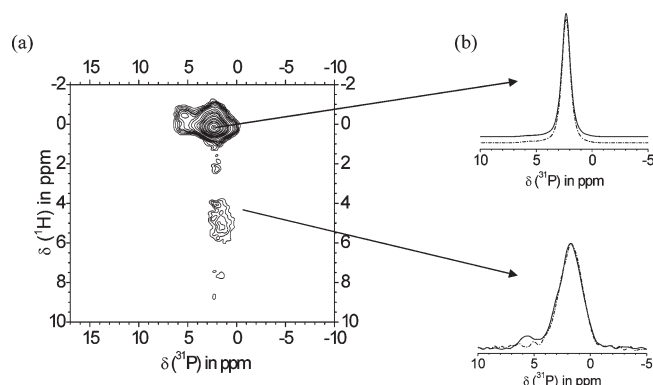 (a)
(b)
15 10 5 0 -5 -10
-2 -2
0 0
2 2
4 4
6 6
8 8
10 10
δ (¹H) in ppm
15 10 5 0 -5 -10
δ(³¹P) in ppm
10 5 0 -5
δ (³¹P) in ppm
10 5 0 -5
δ (³¹P) in ppm